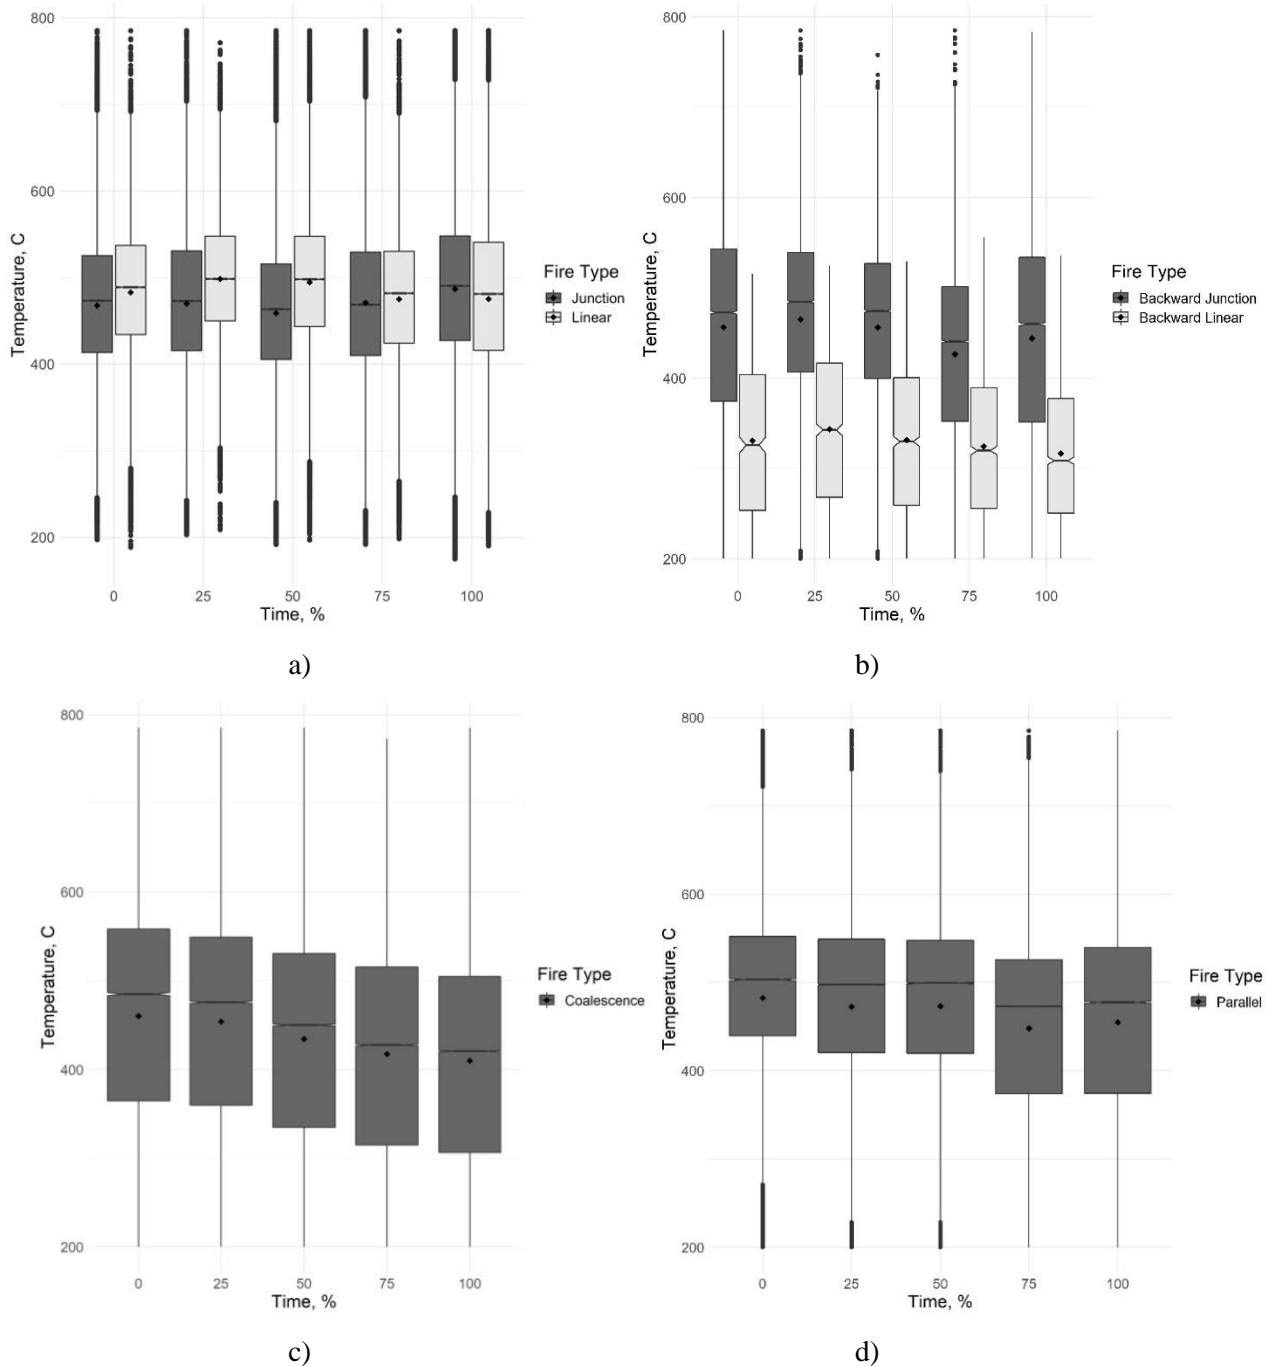 800
600
400
200
Temperature, C
0 25 50 75 100
Time, %
Fire Type
Junction
Linear
a)
800
600
400
200
Temperature, C
0 25 50 75 100
Time, %
Fire Type
Backward Junction
Backward Linear
b)
800
600
400
200
Temperature, C
0 25 50 75 100
Time, %
Fire Type
Coalescence
c)
800
600
400
200
Temperature, C
0 25 50 75 100
Time, %
Fire Type
Parallel
d)